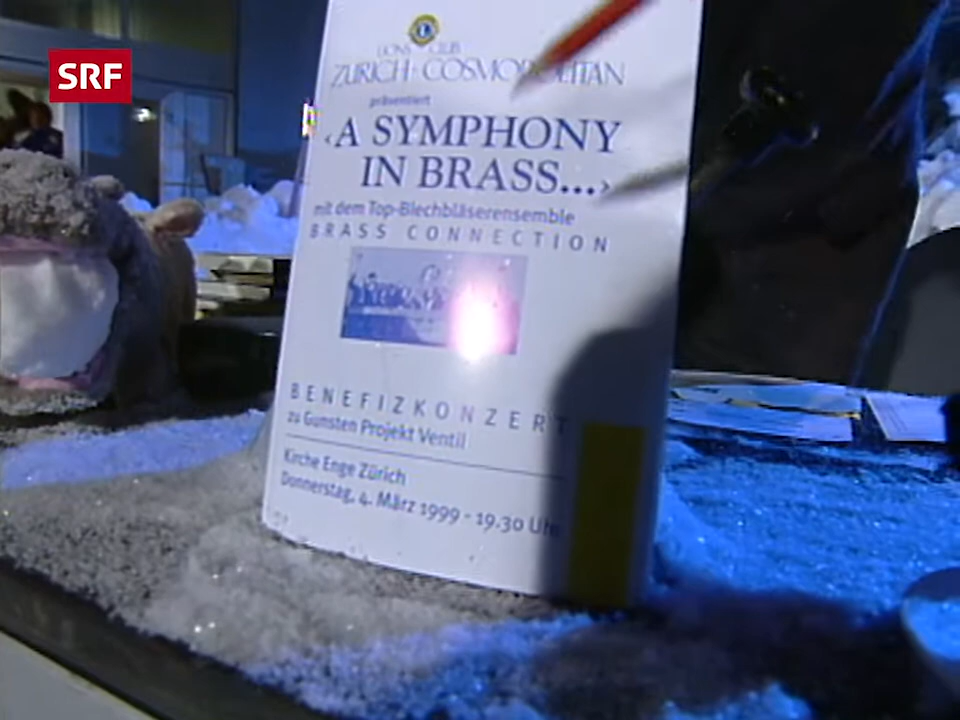 SRF
LIONS CLUB
ZURICH-COSMOPOLITAN
präsentiert
‹A SYMPHONY
IN BRASS...›
mit dem Top-Blechbläserensemble
BRASS CONNECTION
BENEFIZKONZERT
zu Gunsten Projekt Ventil
Kirche Enge Zürich
Donnerstag, 4. März 1999 - 19.30 Uhr